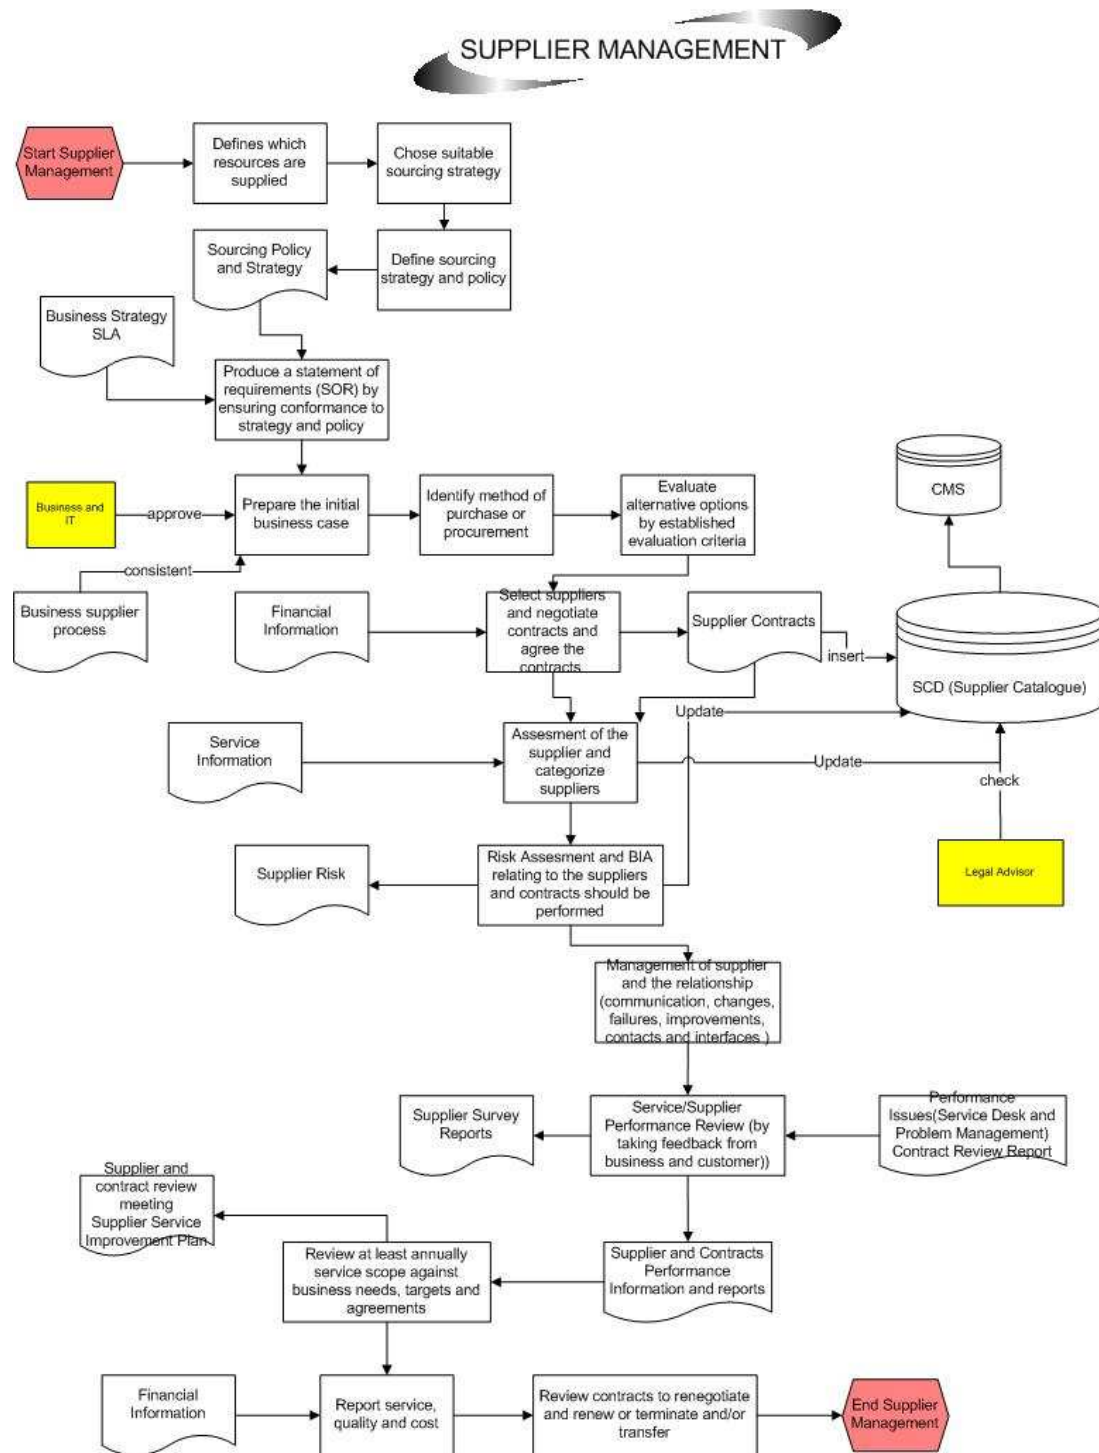 SUPPLIER MANAGEMENT
Start Supplier
Management
Defines which
resources are
supplied
Chose suitable
sourcing strategy
Sourcing Policy
and Strategy
Define sourcing
strategy and policy
Business Strategy
SLA
Produce a statement of
requirements (SOR) by
ensuring conformance to
strategy and policy
Business and
IT
approve
Prepare the initial
business case
Identify method of
purchase or
procurement
Evaluate
alternative options
by established
evaluation criteria
CMS
consistent
Business supplier
process
Financial
Information
Select suppliers
and negotiate
contracts and
agree the
contracts
Supplier Contracts
insert
SCD (Supplier Catalogue)
Update
Service
Information
Assesment of the
supplier and
categorize
suppliers
Update
check
Supplier Risk
Risk Assesment and BIA
relating to the suppliers
and contracts should be
performed
Legal Advisor
Management of supplier
and the relationship
(communication, changes,
failures, improvements,
contacts and interfaces )
Supplier Survey
Reports
Service/Supplier
Performance Review (by
taking feedback from
business and customer))
Performance
Issues(Service Desk and
Problem Management)
Contract Review Report
Supplier and
contract review
meeting
Supplier Service
Improvement Plan
Review at least annually
service scope against
business needs, targets and
agreements
Supplier and Contracts
Performance
Information and reports
Financial
Information
Report service,
quality and cost
Review contracts to renegotiate
and renew or terminate and/or
transfer
End Supplier
Management